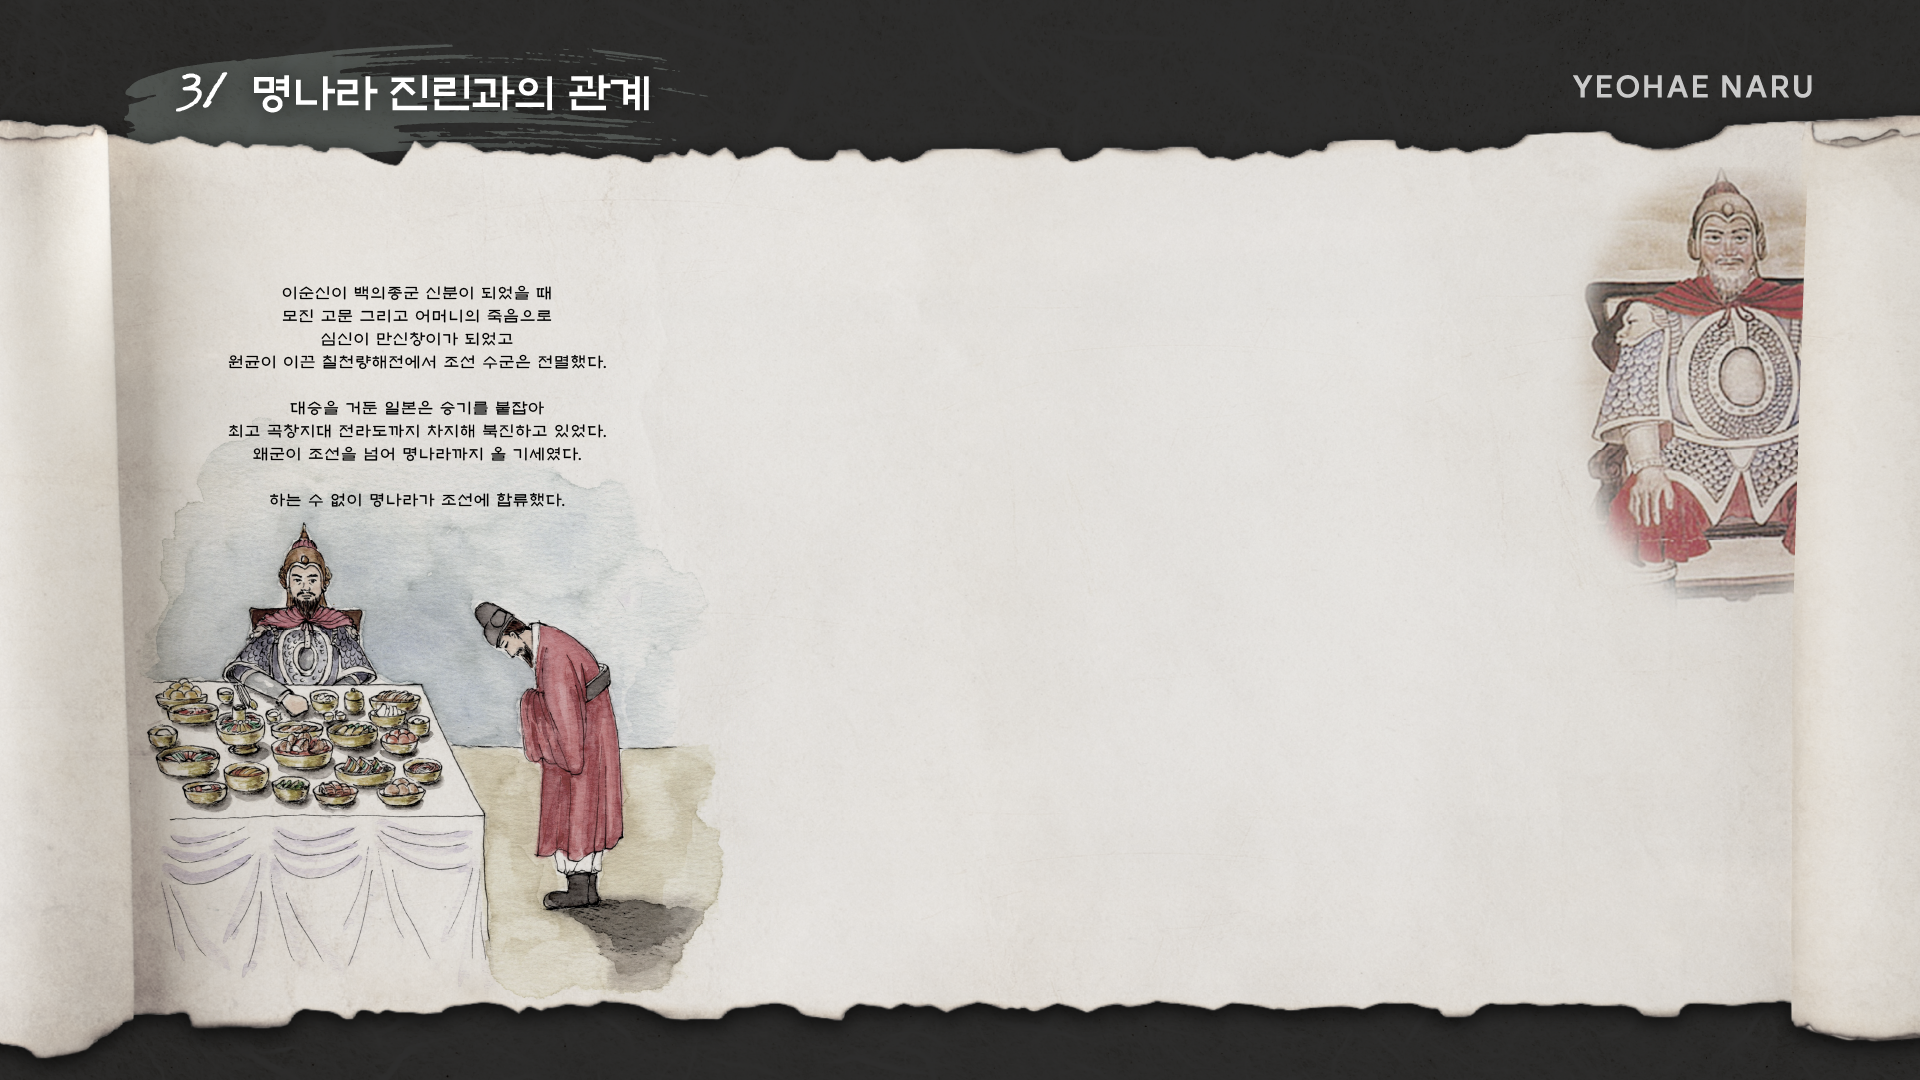 3/ 명나라 진린과의 관계
YEOHAE NARU
이순신이 백의종군 신분이 되었을 때
모진 고문 그리고 어머니의 죽음으로
심신이 만신창이가 되었고
원균이 이끈 칠천량해전에서 조선 수군은 전멸했다.
대승을 거둔 일본은 승기를 붙잡아
최고 곡창지대 전라도까지 차지해 북진하고 있었다.
왜군이 조선을 넘어 명나라까지 올 기세였다.
하는 수 없이 명나라가 조선에 합류했다.